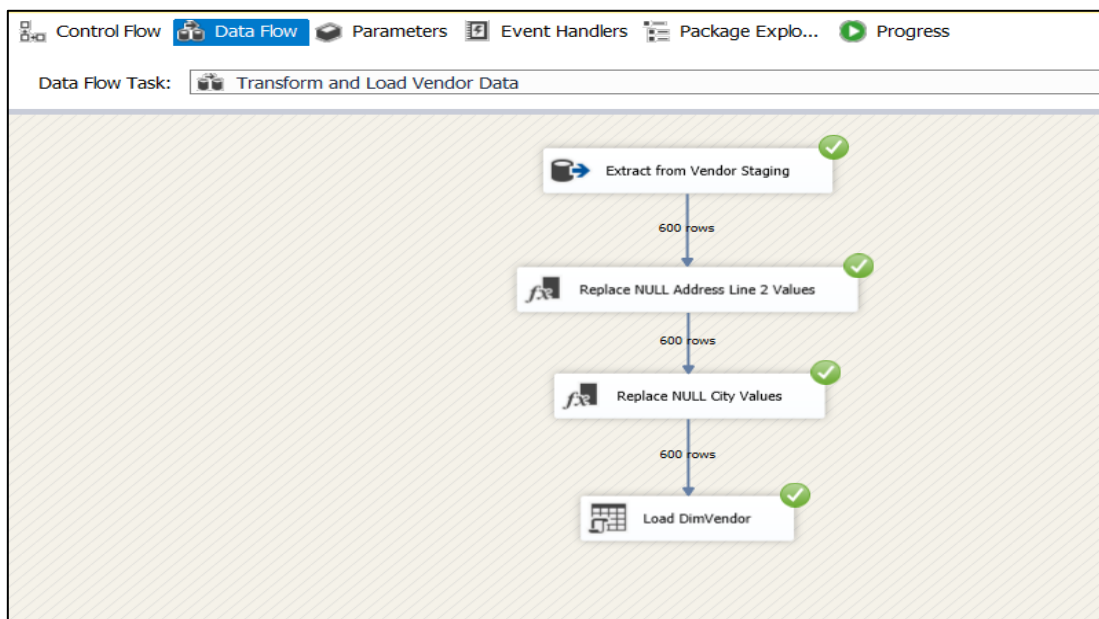 Control Flow Data Flow Parameters Event Handlers Package Explo... Progress
Data Flow Task: Transform and Load Vendor Data
Extract from Vendor Staging
600 rows
Replace NULL Address Line 2 Values
600 rows
Replace NULL City Values
600 rows
Load DimVendor